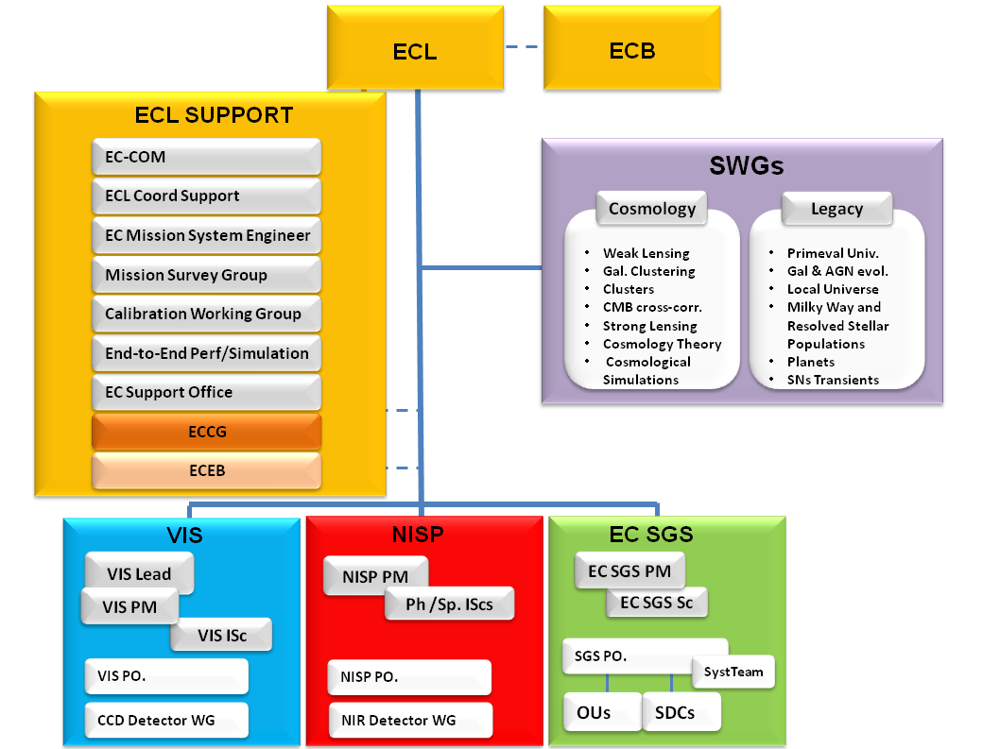 ECL
ECB
ECL SUPPORT
EC-COM
ECL Coord Support
EC Mission System Engineer
Mission Survey Group
Calibration Working Group
End-to-End Perf/Simulation
EC Support Office
ECCG
ECEB
SWGs
Cosmology
• Weak Lensing
• Gal. Clustering
• Clusters
• CMB cross-corr.
• Strong Lensing
• Cosmology Theory
• Cosmological
Simulations
Legacy
• Primeval Univ.
• Gal & AGN evol.
• Local Universe
• Milky Way and
Resolved Stellar
Populations
• Planets
• SNs Transients
VIS
VIS Lead
VIS PM
VIS ISc
VIS PO.
CCD Detector WG
NISP
NISP PM
Ph /Sp. IScs
NISP PO.
NIR Detector WG
EC SGS
EC SGS PM
EC SGS Sc
SGS PO.
SystTeam
OUs
SDCs